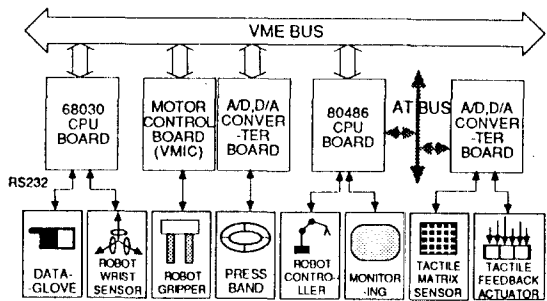 VME BUS
68030
CPU
BOARD
MOTOR
CONTROL
BOARD
(VMIC)
A/D,D/A
CONVER
-TER
BOARD
80486
CPU
BOARD
AT BUS
A/D,D/A
CONVER
-TER
BOARD
RS232
DATA-
-GLOVE
ROBOT
WRIST
SENSOR
ROBOT
GRIPPER
PRESS
BAND
ROBOT
CONTRO-
-LLER
MONITOR
-ING
TACTILE
MATRIX
SENSOR
TACTILE
FEEDBACK
ACTUATOR